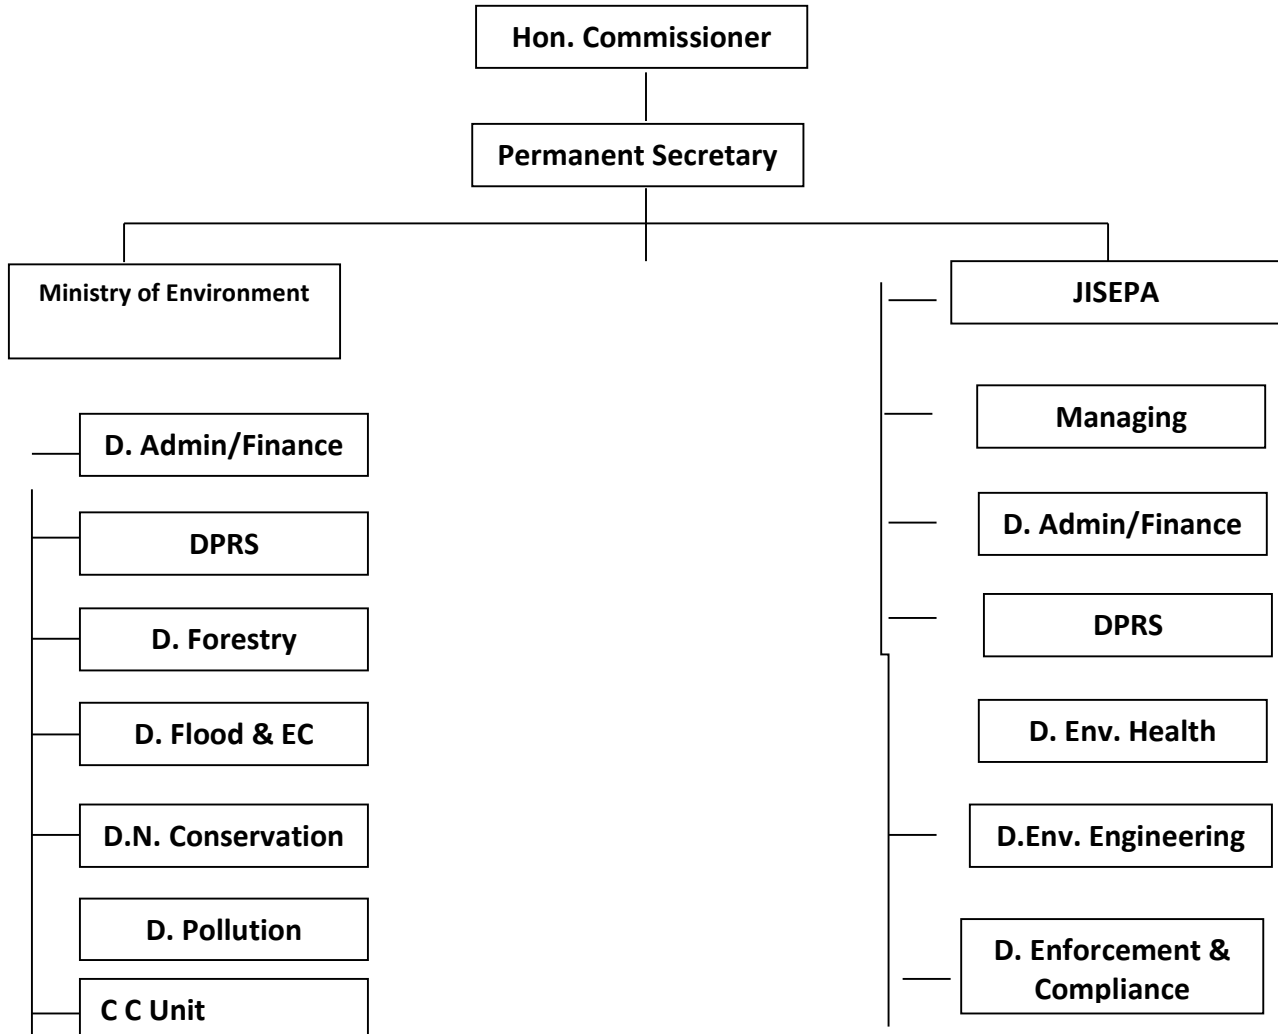 Hon. Commissioner
Permanent Secretary
Ministry of Environment
D. Admin/Finance
DPRS
D. Forestry
D. Flood & EC
D.N. Conservation
D. Pollution
C C Unit
JISEPA
Managing
D. Admin/Finance
DPRS
D. Env. Health
D.Env. Engineering
D. Enforcement &
Compliance